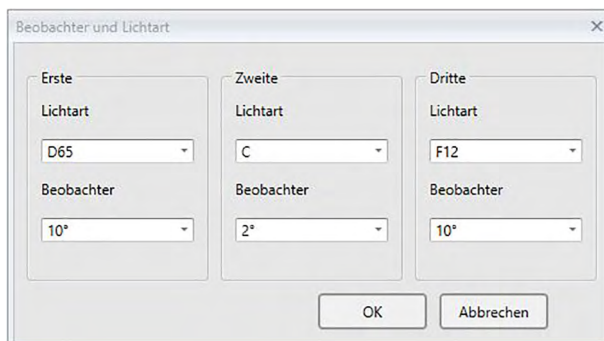 Beobachter und Lichtart
Erste
Lichtart
D65
Beobachter
10°
Zweite
Lichtart
C
Beobachter
2°
Dritte
Lichtart
F12
Beobachter
10°
OK
Abbrechen